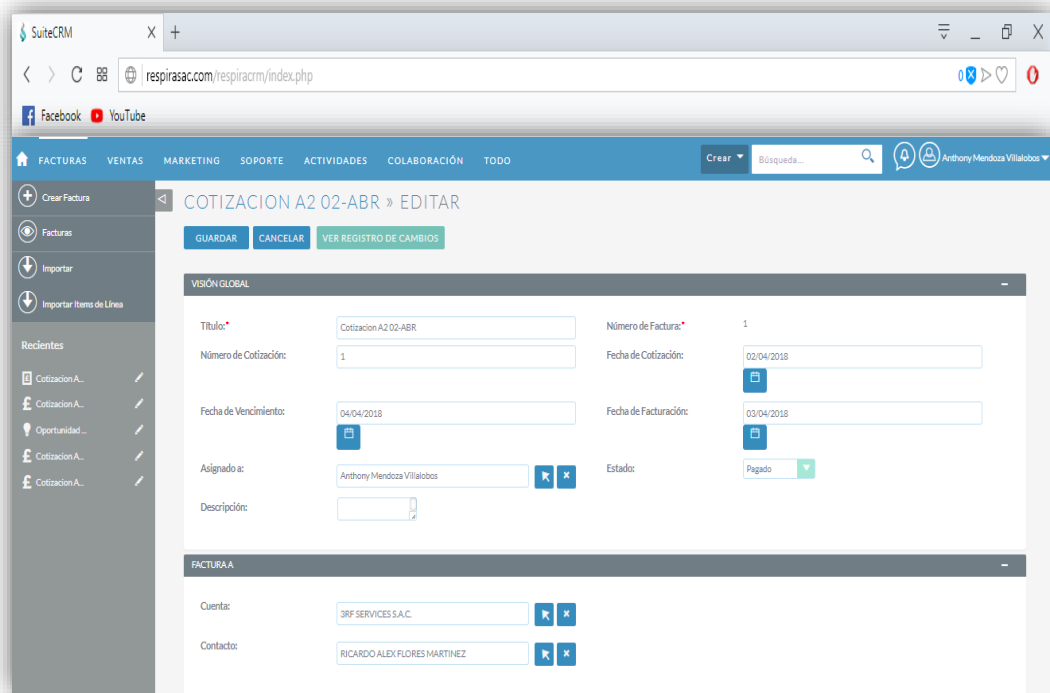 SuiteCRM
respirasac.com/respiracrm/index.php
0
Facebook YouTube
FACTURAS VENTAS MARKETING SOPORTE ACTIVIDADES COLABORACIÓN TODO Crear Búsqueda... Anthony Mendoza Villalobos
Crear Factura
Facturas
Importar
Importar Items de Línea
Recientes
Cotizacion A...
Cotizacion A...
Oportunidad ...
Cotizacion A...
Cotizacion A...
COTIZACION A2 02-ABR » EDITAR
GUARDAR CANCELAR VER REGISTRO DE CAMBIOS
VISIÓN GLOBAL
Título:* Cotizacion A2 02-ABR Número de Factura:* 1
Número de Cotización: 1 Fecha de Cotización: 02/04/2018
Fecha de Vencimiento: 04/04/2018 Fecha de Facturación: 03/04/2018
Asignado a: Anthony Mendoza Villalobos Estado: Pagado
Descripción:
FACTURA A
Cuenta: 3RF SERVICES S.A.C.
Contacto: RICARDO ALEX FLORES MARTINEZ